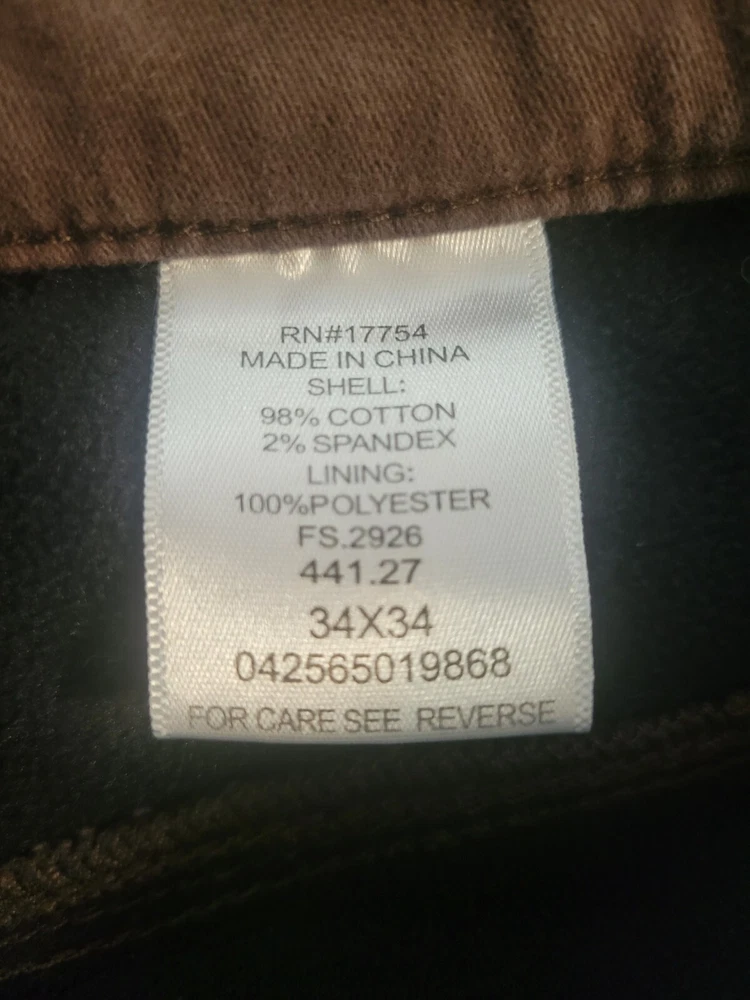 RN#17754
MADE IN CHINA
SHELL:
98% COTTON
2% SPANDEX
LINING:
100%POLYESTER
FS.2926
441.27
34X34
042565019868
FOR CARE SEE REVERSE